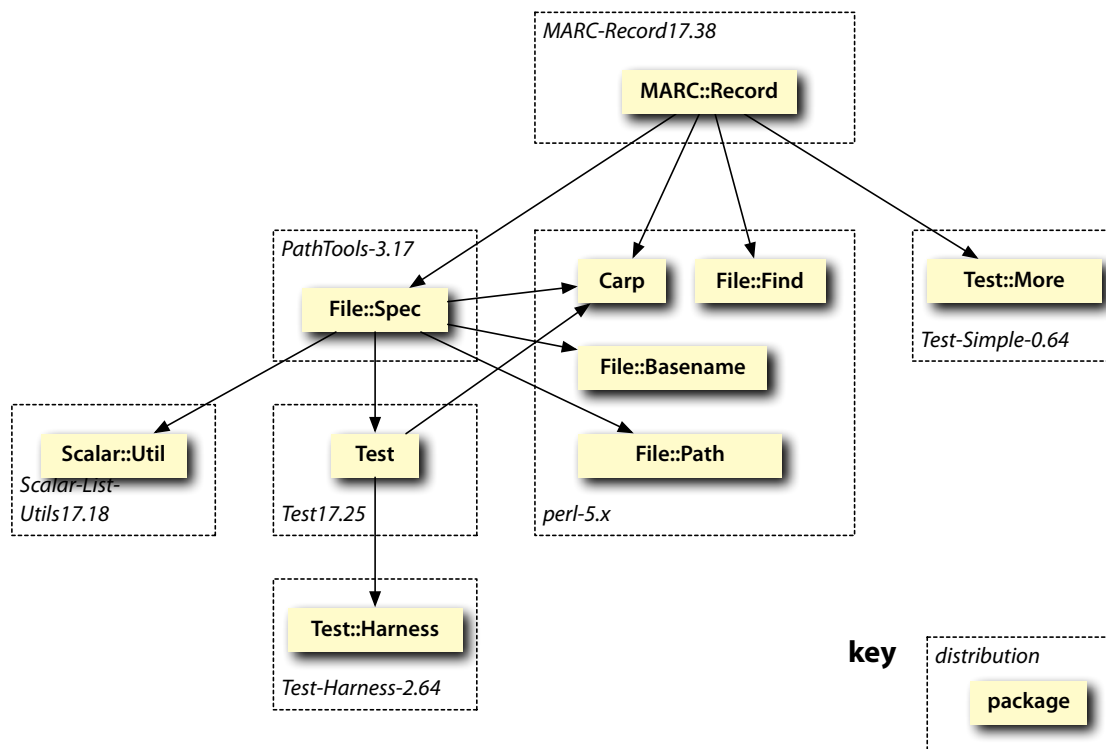 MARC-Record17.38
MARC::Record
PathTools-3.17
File::Spec
Carp
File::Find
Test::More
Test-Simple-0.64
File::Basename
Scalar::Util
Scalar-List-
Utils17.18
Test
Test17.25
File::Path
perl-5.x
Test::Harness
Test-Harness-2.64
key
distribution
package